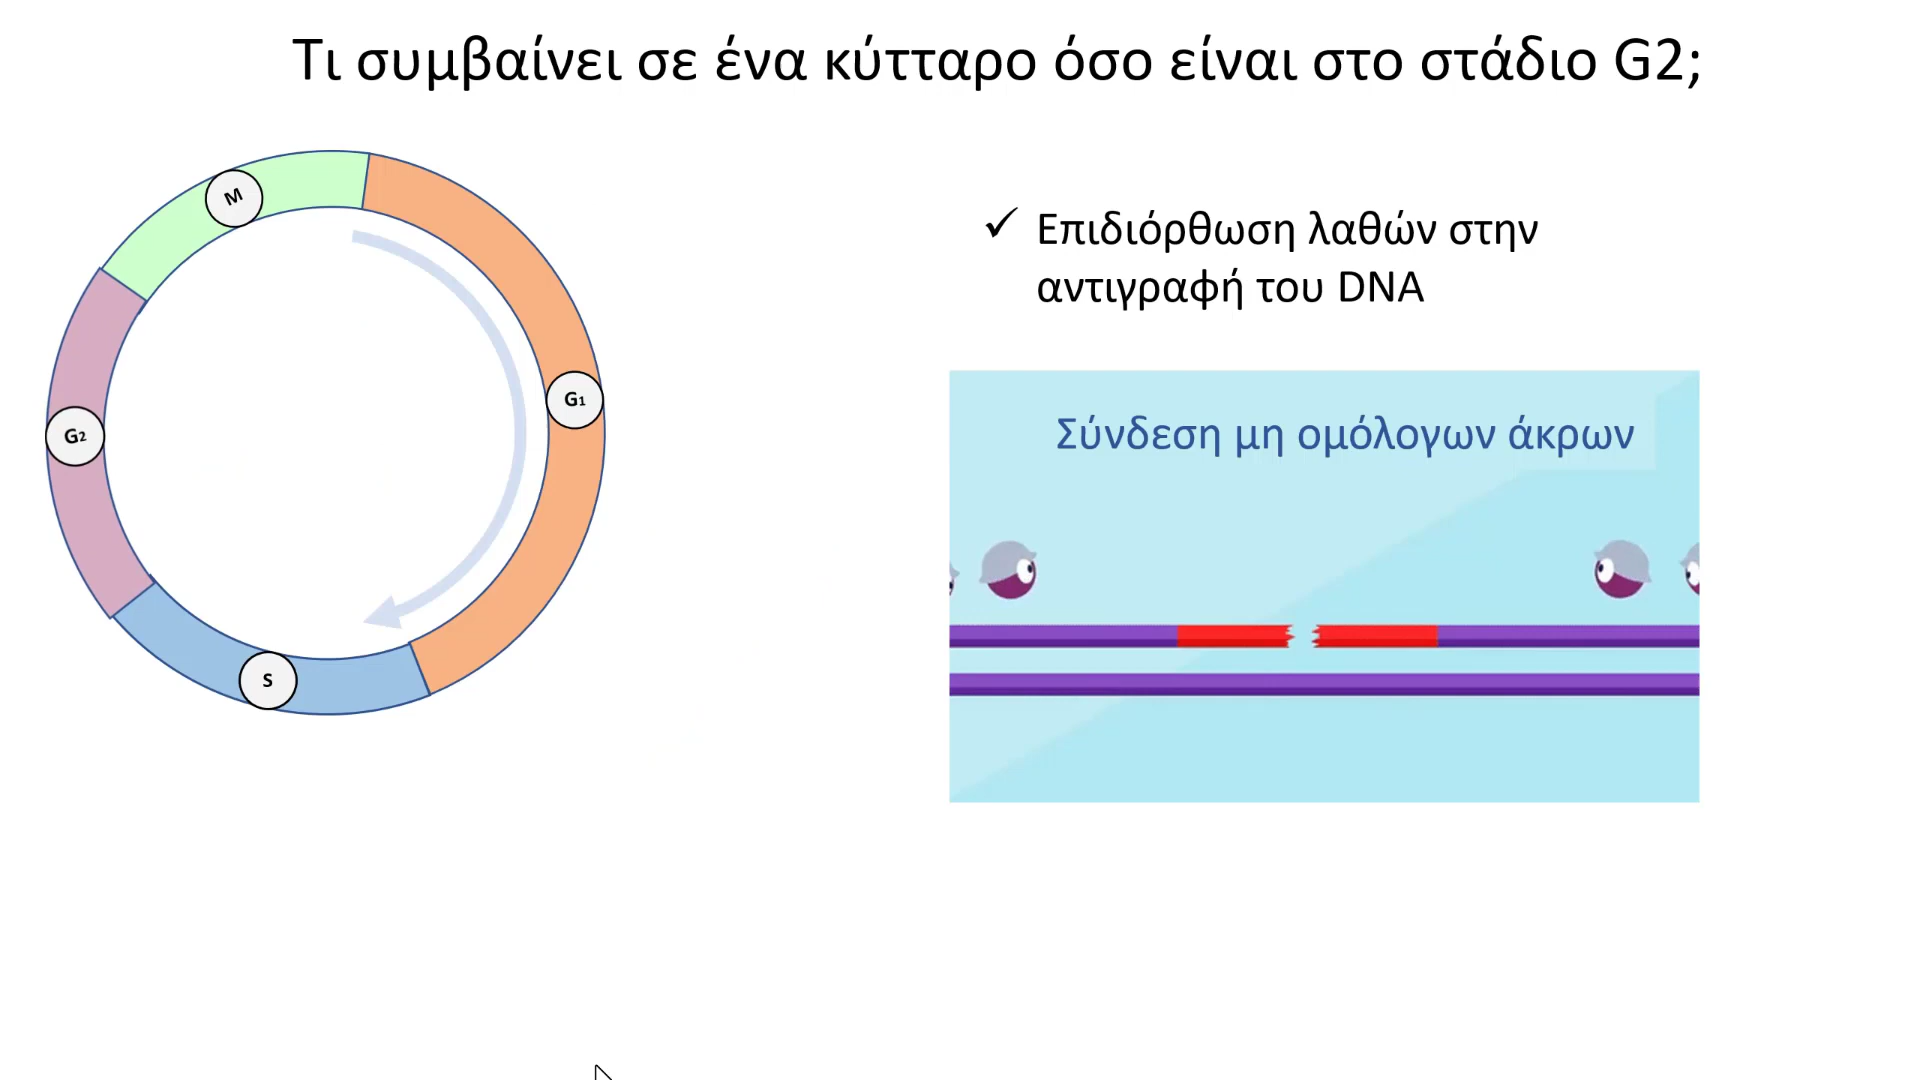 Τι συμβαίνει σε ένα κύτταρο όσο είναι στο στάδιο G2;
M
✓ Επιδιόρθωση λαθών στην
αντιγραφή του DNA
G1
Σύνδεση μη ομόλογων άκρων
G2
S